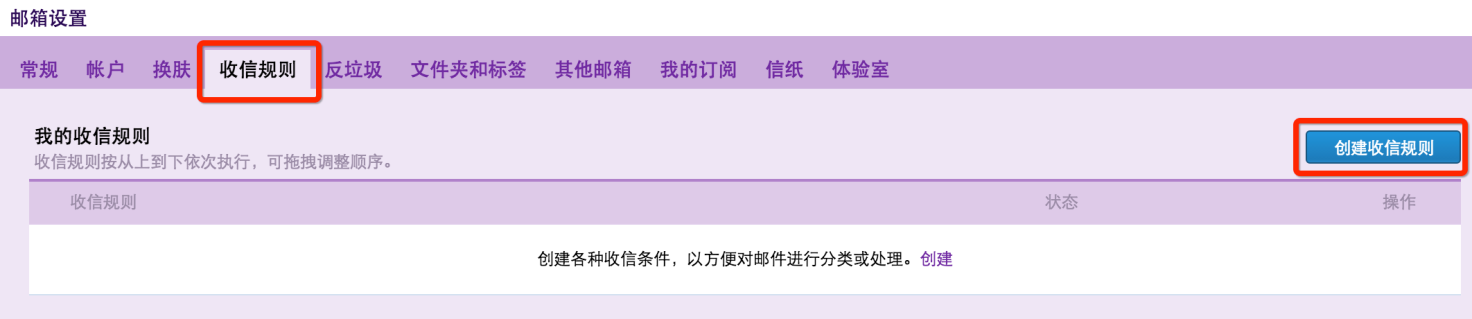 邮箱设置
常规 帐户 换肤 收信规则 反垃圾 文件夹和标签 其他邮箱 我的订阅 信纸 体验室
我的收信规则
收信规则按从上到下依次执行，可拖拽调整顺序。
创建收信规则
收信规则 状态 操作
创建各种收信条件，以方便对邮件进行分类或处理。创建